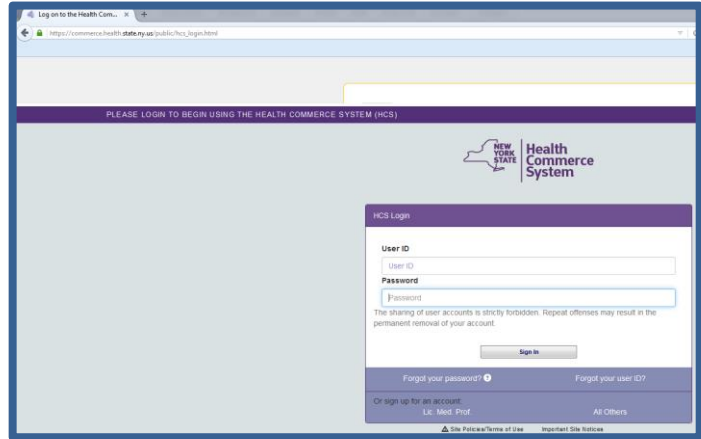 Log on to the Health Com...
https://commerce.health.state.ny.us/public/hcs_login.html
PLEASE LOGIN TO BEGIN USING THE HEALTH COMMERCE SYSTEM (HCS)
NEW
YORK
STATE
Health
Commerce
System
HCS Login
User ID
User ID
Password
Password
The sharing of user accounts is strictly forbidden. Repeat offenses may result in the
permanent removal of your account.
Sign In
Forgot your password? Forgot your user ID?
Or sign up for an account:
Lic. Med. Prof. All Others
Site Policies/Terms of Use Important Site Notices